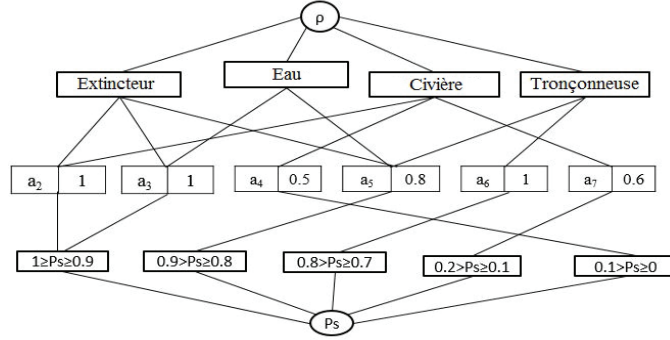 ρ
Extincteur Eau Civière Tronçonneuse
a₂ 1 a₃ 1 a₄ 0.5 a₅ 0.8 a₆ 1 a₇ 0.6
1≥Ps≥0.9 0.9>Ps≥0.8 0.8>Ps≥0.7 0.2>Ps≥0.1 0.1>Ps≥0
Ps